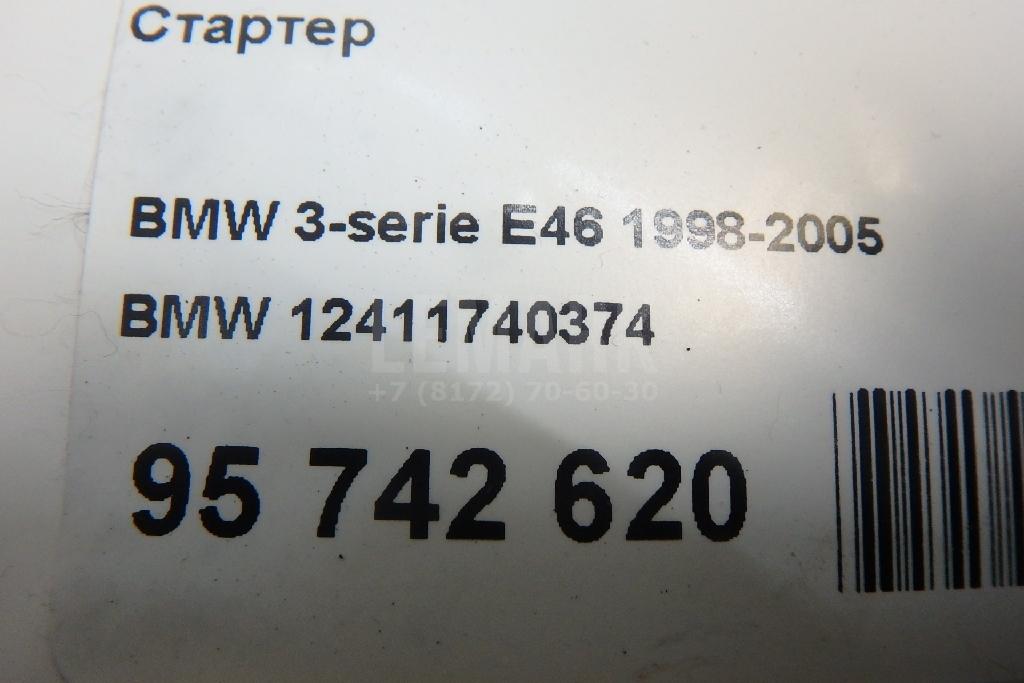 Стартер
BMW 3-serie E46 1998-2005
BMW 12411740374
+7 (8172) 70-60-30
95 742 620